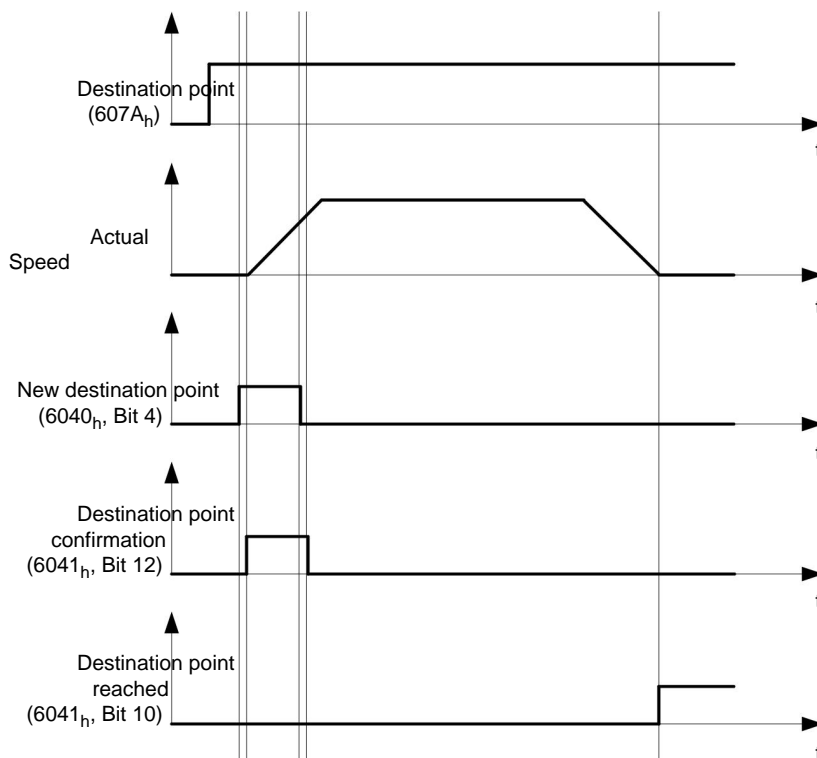 Destination point
(607Ah)
t
Actual
Speed
t
New destination point
(6040h, Bit 4)
t
Destination point
confirmation
(6041h, Bit 12)
t
Destination point
reached
(6041h, Bit 10)
t